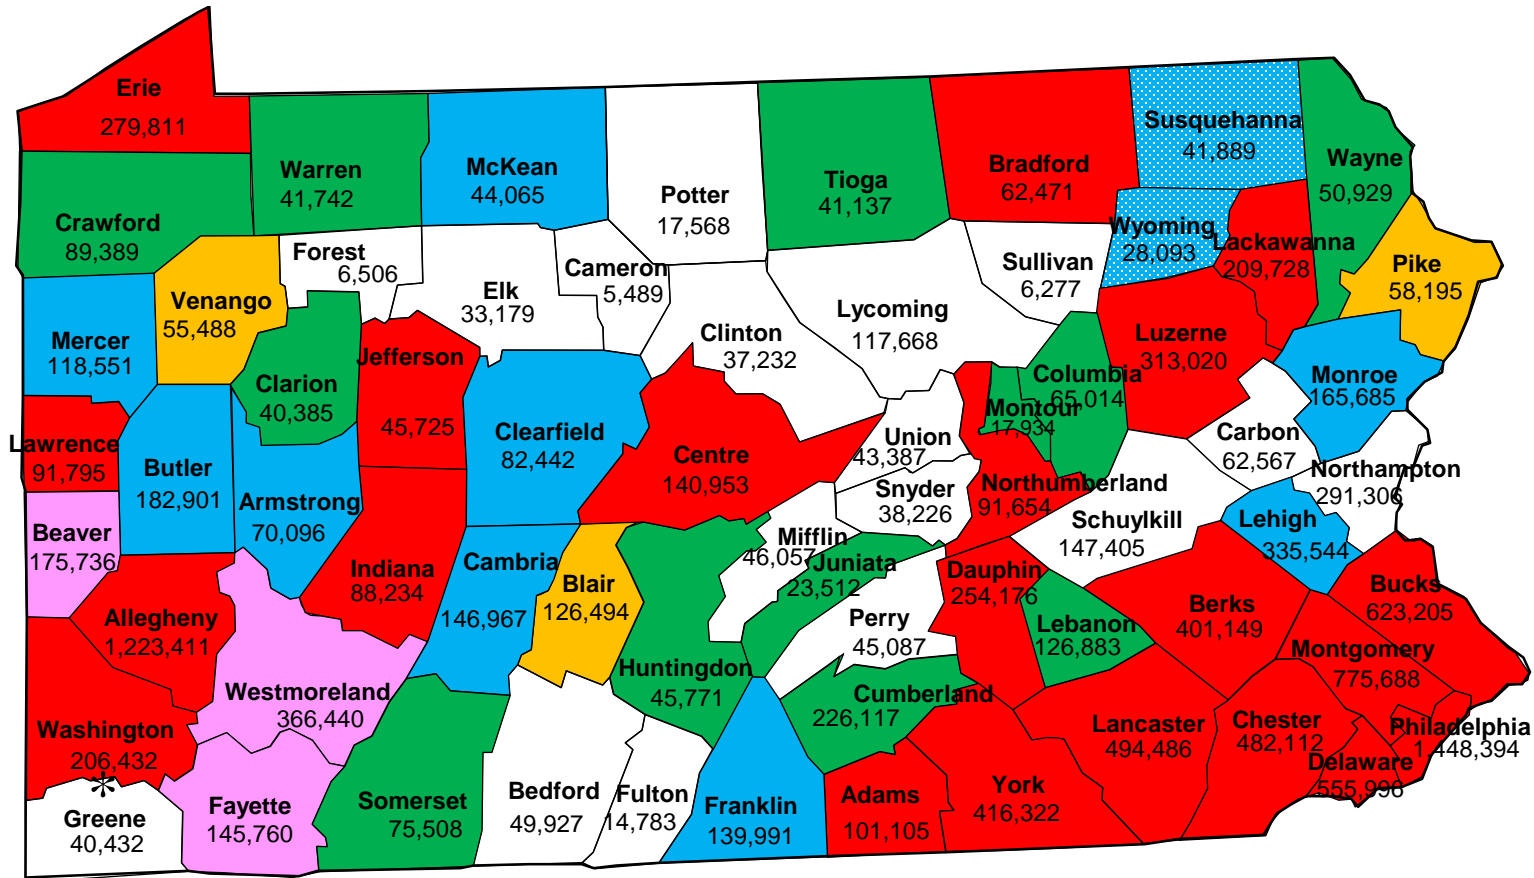 Erie
279,811
Crawford
89,389
Warren
41,742
McKean
44,065
Potter
17,568
Tioga
41,137
Bradford
62,471
Susquehanna
41,889
Wayne
50,929
Wyoming
28,093
Lackawanna
209,728
Pike
58,195
Forest
6,506
Venango
55,488
Elk
33,179
Cameron
5,489
Sullivan
6,277
Lycoming
117,668
Clinton
37,232
Luzerne
313,020
Mercer
118,551
Clarion
40,385
Jefferson
45,725
Clearfield
82,442
Centre
140,953
Columbia
65,014
Montour
17,934
Monroe
165,685
Lawrence
91,795
Butler
182,901
Armstrong
70,096
Union
43,387
Snyder
38,226
Northumberland
91,654
Carbon
62,567
Northampton
291,306
Schuylkill
147,405
Lehigh
335,544
Beaver
175,736
Indiana
88,234
Cambria
146,967
Blair
126,494
Mifflin
46,057
Juniata
23,512
Dauphin
254,176
Perry
45,087
Lebanon
126,883
Berks
401,149
Bucks
623,205
Allegheny
1,223,411
Westmoreland
366,440
Huntingdon
45,771
Cumberland
226,117
Montgomery
775,688
Washington
206,432
Lancaster
494,486
Chester
482,112
Philadelphia
1,448,394
Delaware
555,996
*
Greene
40,432
Fayette
145,760
Somerset
75,508
Bedford
49,927
Fulton
14,783
Franklin
139,991
Adams
101,105
York
416,322